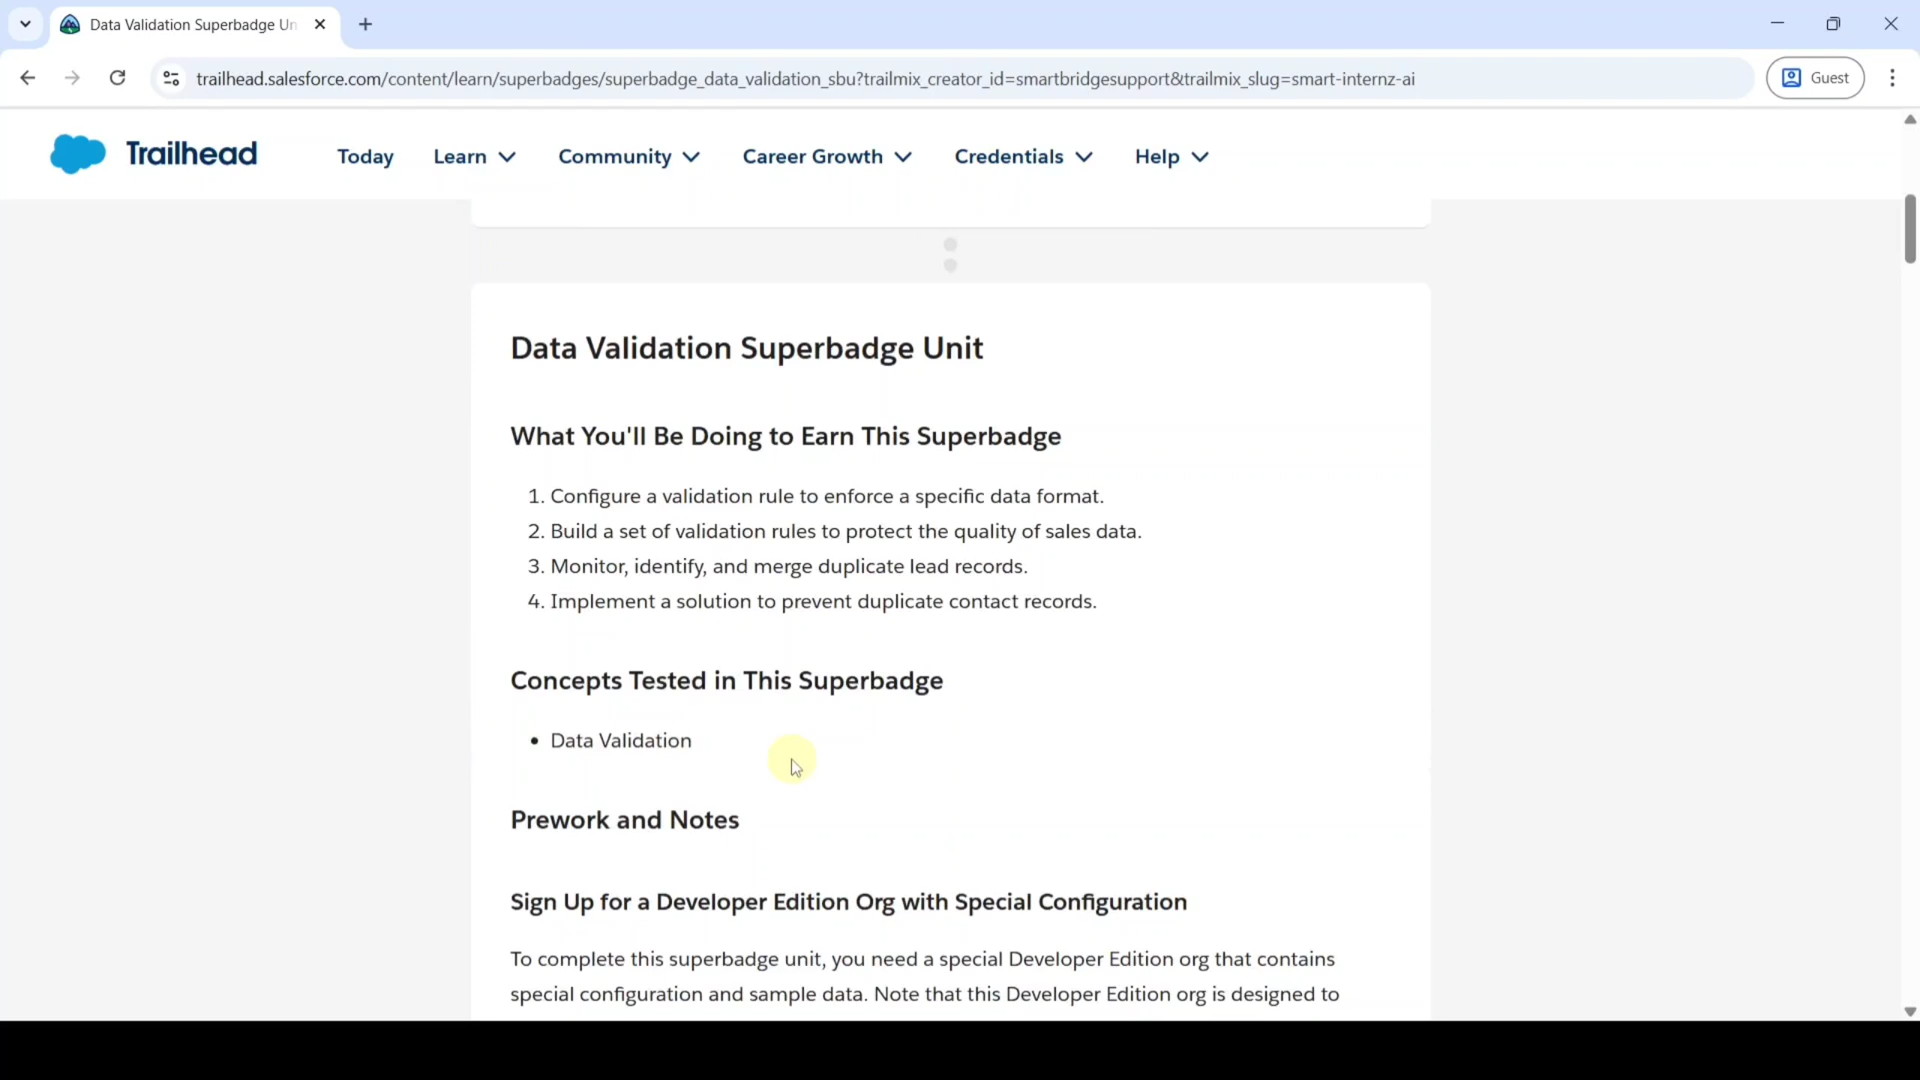 Data Validation Superbadge Un
trailhead.salesforce.com/content/learn/superbadges/superbadge_data_validation_sbu?trailmix_creator_id=smartbridgesupport&trailmix_slug=smart-internz-ai
Guest
Trailhead
Today Learn Community Career Growth Credentials Help
Data Validation Superbadge Unit
What You'll Be Doing to Earn This Superbadge
1. Configure a validation rule to enforce a specific data format.
2. Build a set of validation rules to protect the quality of sales data.
3. Monitor, identify, and merge duplicate lead records.
4. Implement a solution to prevent duplicate contact records.
Concepts Tested in This Superbadge
• Data Validation
Prework and Notes
Sign Up for a Developer Edition Org with Special Configuration
To complete this superbadge unit, you need a special Developer Edition org that contains
special configuration and sample data. Note that this Developer Edition org is designed to